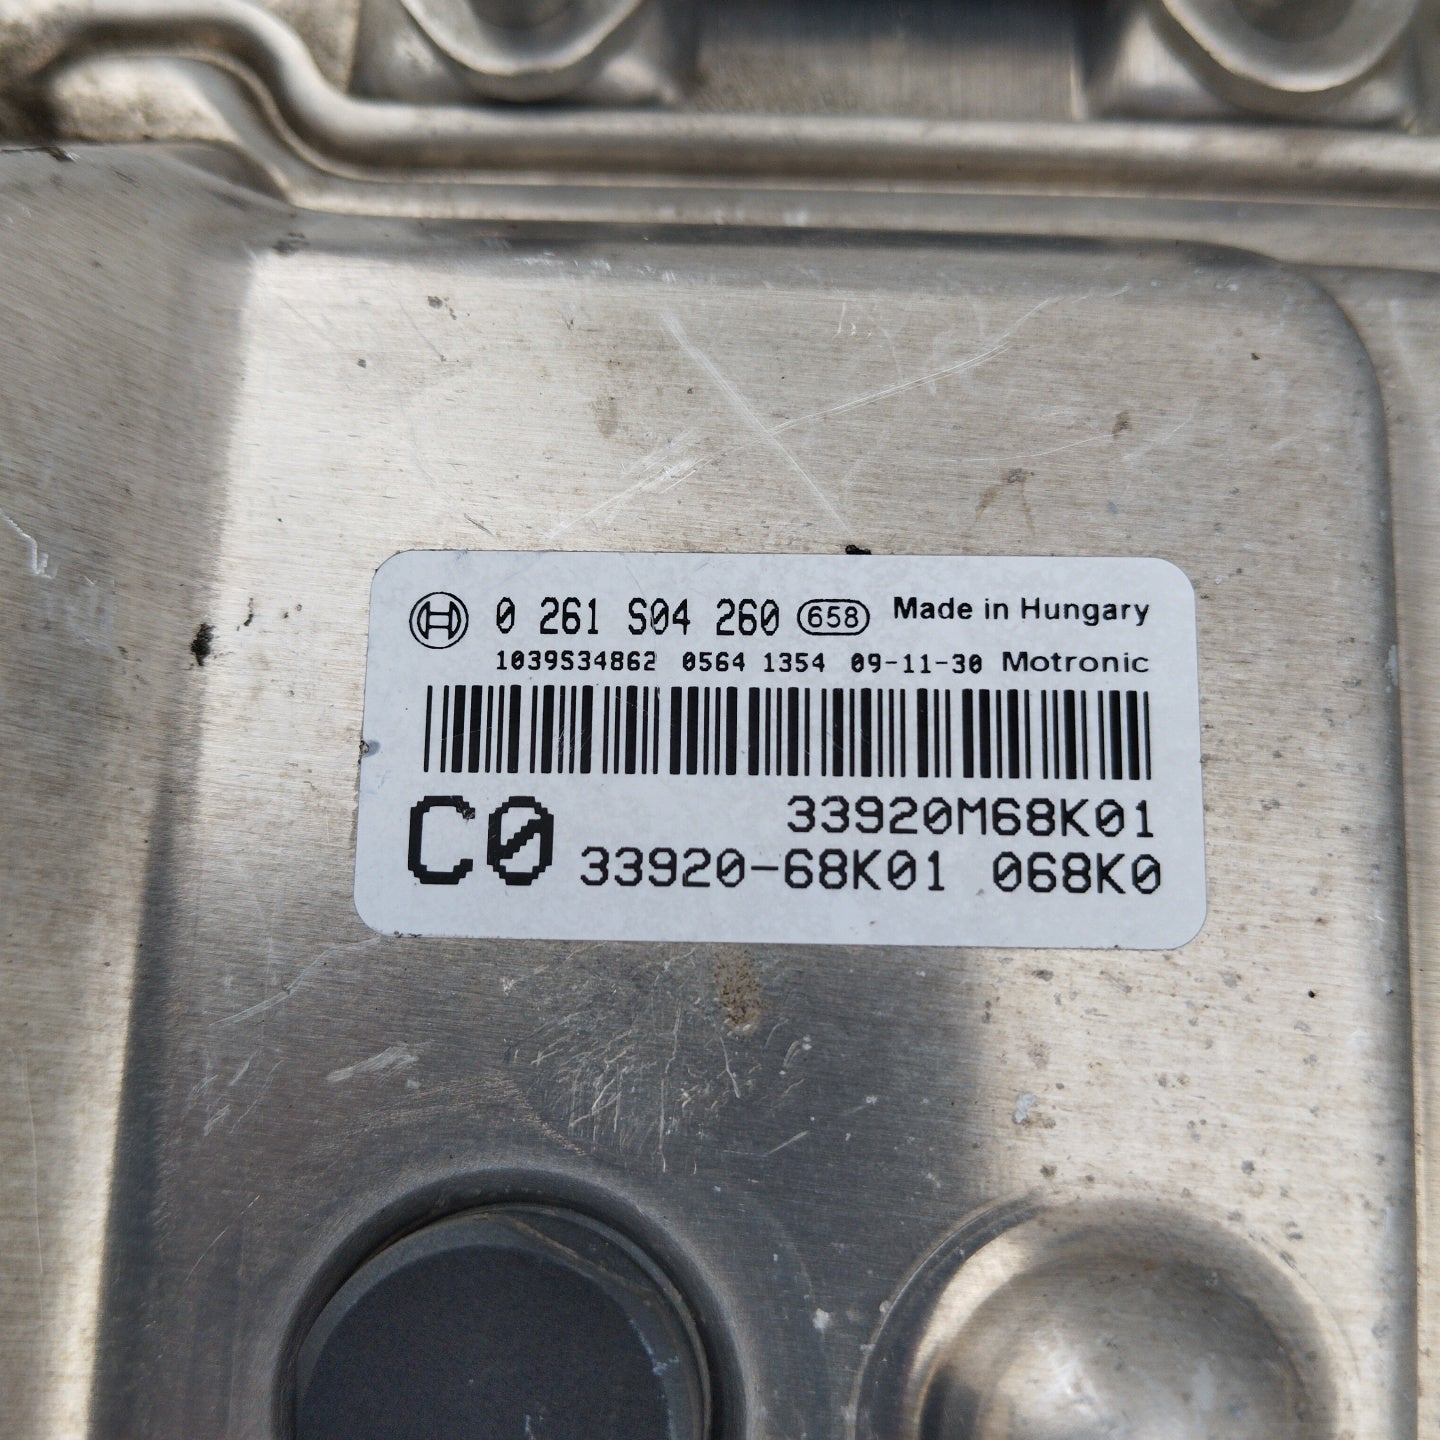 0 261 S04 260 658 Made in Hungary
1039S34862 0564 1354 09-11-30 Motronic
C0 33920M68K01
33920-68K01 068K0